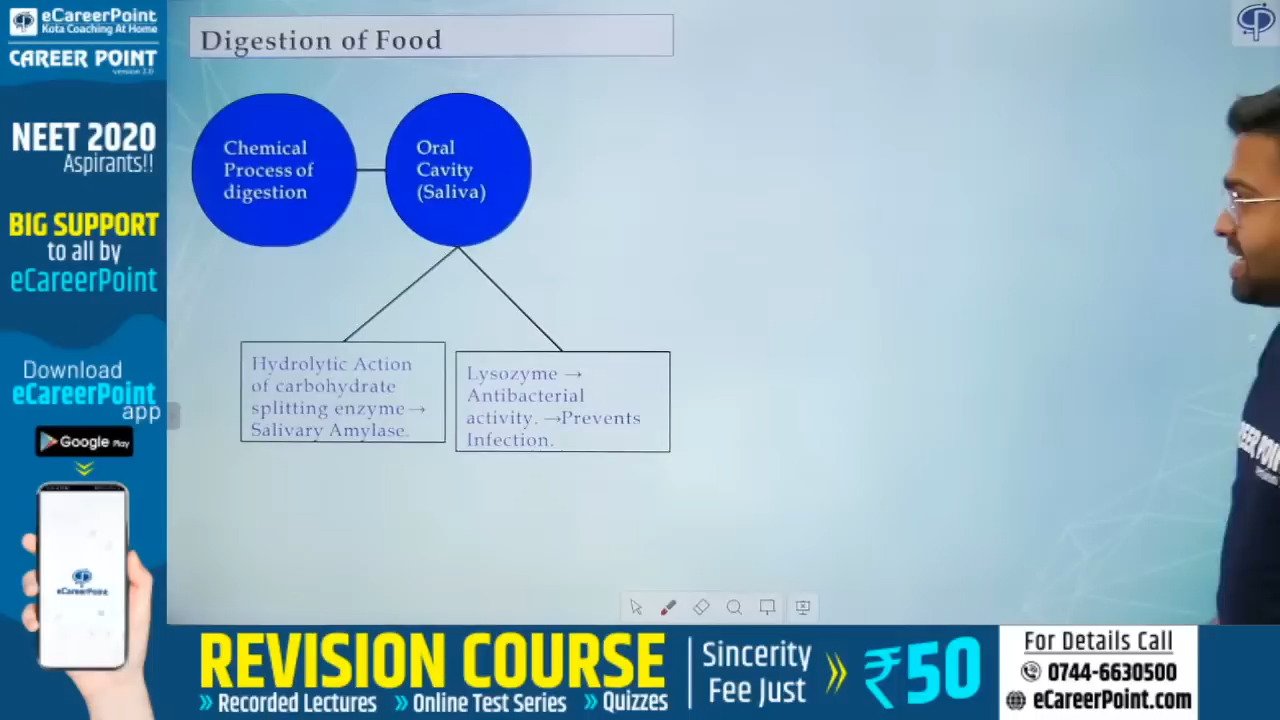 eCareerPoint
Kota Coaching At Home
CAREER POINT
version 2.0
NEET 2020
Aspirants!!
BIG SUPPORT
to all by
eCareerPoint
Download
eCareerPoint
app
Google Play
eCareerPoint
Digestion of Food
Chemical
Process of
digestion
Oral
Cavity
(Saliva)
Hydrolytic Action
of carbohydrate
splitting enzyme →
Salivary Amylase.
Lysozyme →
Antibacterial
activity. →Prevents
Infection.
REVISION COURSE
» Recorded Lectures » Online Test Series » Quizzes
Sincerity
Fee Just
» ₹50
For Details Call
0744-6630500
eCareerPoint.com